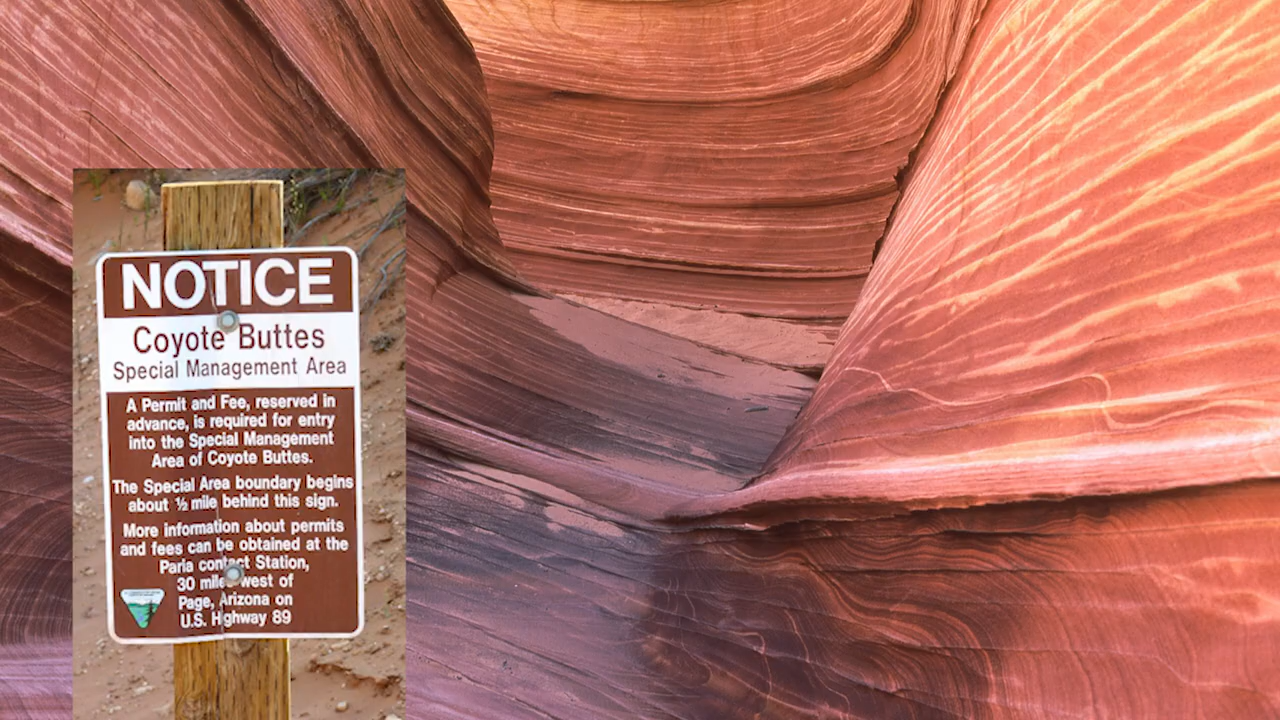 NOTICE
Coyote Buttes
Special Management Area
A Permit and Fee, reserved in
advance, is required for entry
into the Special Management
Area of Coyote Buttes.
The Special Area boundary begins
about ½ mile behind this sign.
More information about permits
and fees can be obtained at the
Paria contact Station,
30 miles west of
Page, Arizona on
U.S. Highway 89